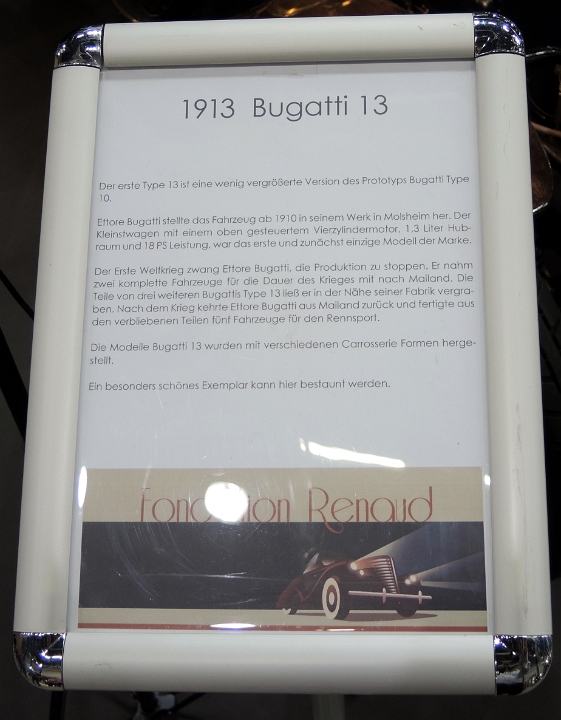 1913 Bugatti 13
Der erste Type 13 ist eine wenig vergrößerte Version des Prototyps Bugatti Type
10.
Ettore Bugatti stellte das Fahrzeug ab 1910 in seinem Werk in Molsheim her. Der
Kleinstwagen mit einem oben gesteuertem Vierzylindermotor, 1,3 Liter Hub-
raum und 18 PS Leistung, war das erste und zunächst einzige Modell der Marke.
Der Erste Weltkrieg zwang Ettore Bugatti, die Produktion zu stoppen. Er nahm
zwei komplette Fahrzeuge für die Dauer des Krieges mit nach Mailand. Die
Teile von drei weiteren Bugattis Type 13 ließ er in der Nähe seiner Fabrik vergra-
ben. Nach dem Krieg kehrte Ettore Bugatti aus Mailand zurück und fertigte aus
den verbliebenen Teilen fünf Fahrzeuge für den Rennsport.
Die Modelle Bugatti 13 wurden mit verschiedenen Carrosserie Formen herge-
stellt.
Ein besonders schönes Exemplar kann hier bestaunt werden.
Fondation Renaud